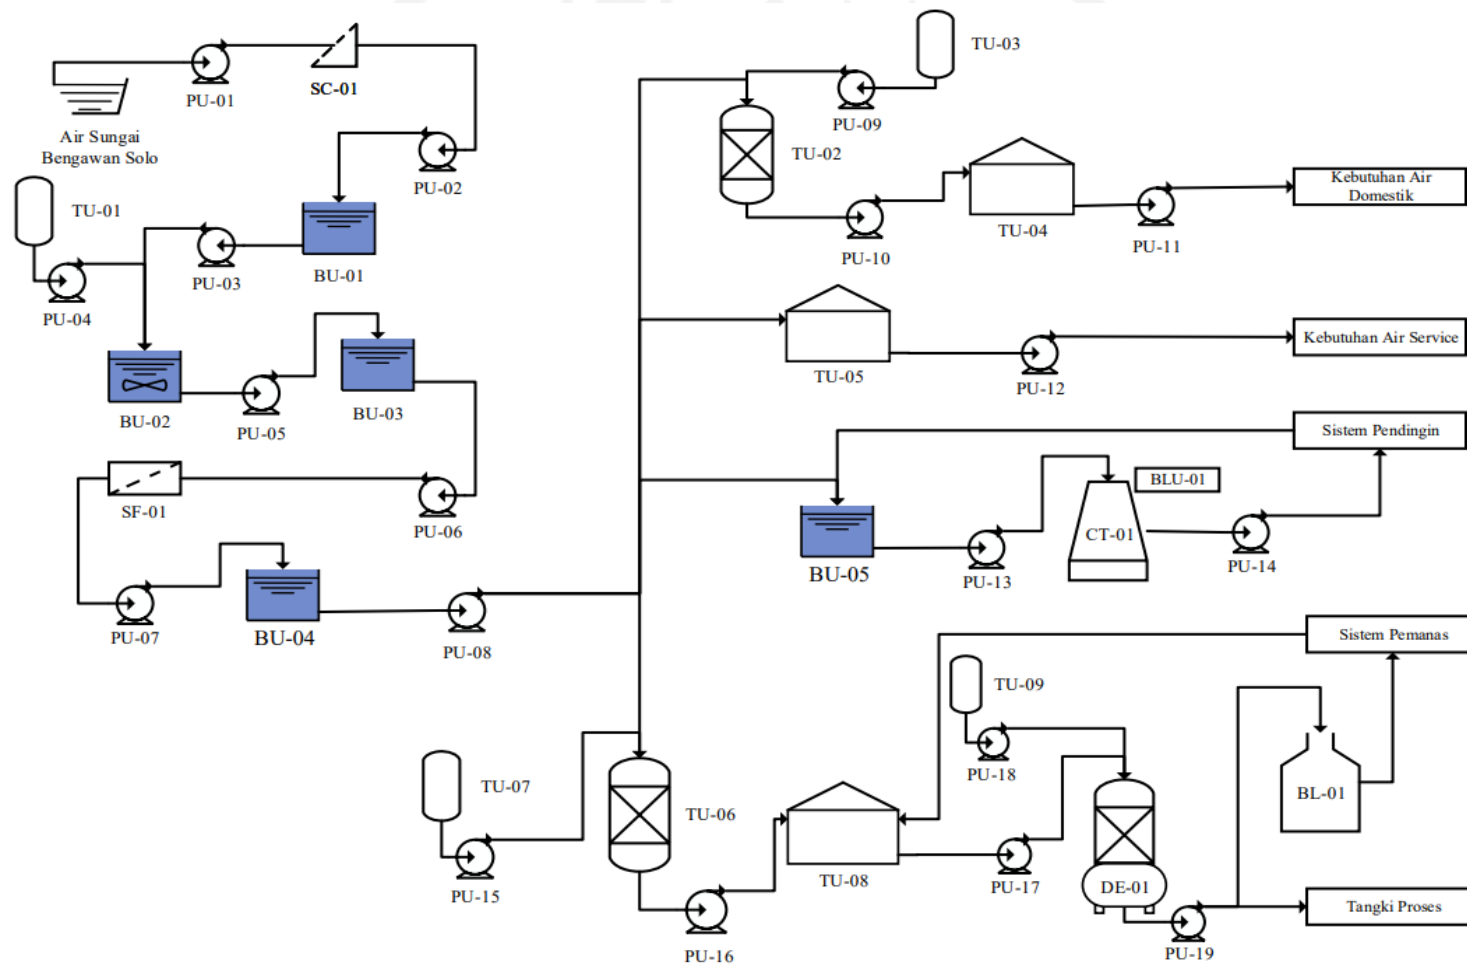 TU-03
SC-01
PU-01
PU-09
Air Sungai
Bengawan Solo
TU-02
PU-02
Kebutuhan Air
Domestik
TU-01
TU-04
PU-11
PU-10
PU-03
BU-01
PU-04
Kebutuhan Air Service
TU-05
PU-12
BU-02
PU-05
BU-03
Sistem Pendingin
BLU-01
SF-01
PU-06
CT-01
BU-05
PU-13
PU-14
PU-07
BU-04
PU-08
Sistem Pemanas
TU-09
PU-18
TU-07
TU-06
BL-01
PU-15
TU-08
PU-17
DE-01
Tangki Proses
PU-16
PU-19